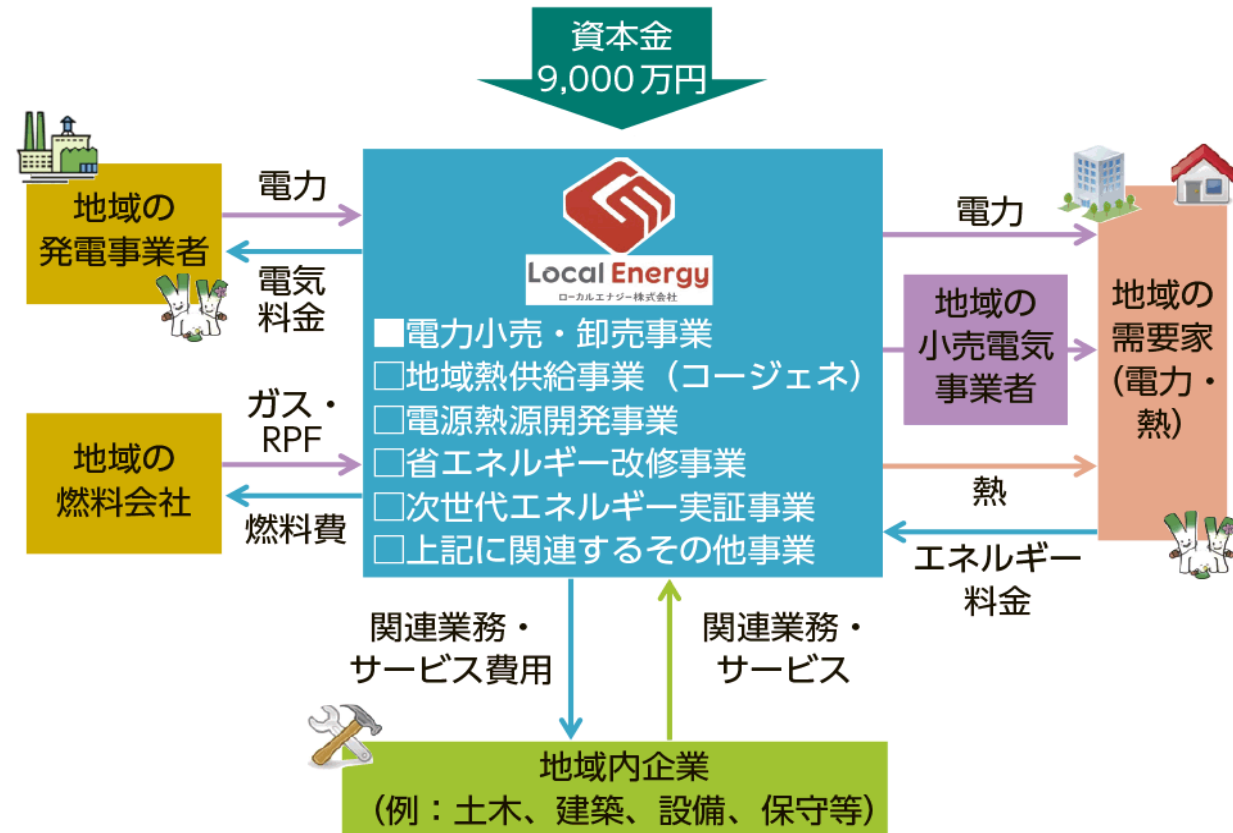 資本金
9,000万円
地域の
発電事業者
電力
電気
料金
地域の
燃料会社
ガス・
RPF
燃料費
Local Energy
ローカルエナジー株式会社
■電力小売・卸売事業
□地域熱供給事業（コージェネ）
□電源熱源開発事業
□省エネルギー改修事業
□次世代エネルギー実証事業
□上記に関連するその他事業
電力
地域の
小売電気
事業者
熱
エネルギー
料金
地域の
需要家
(電力・
熱)
関連業務・
サービス費用
関連業務・
サービス
地域内企業
(例：土木、建築、設備、保守等)